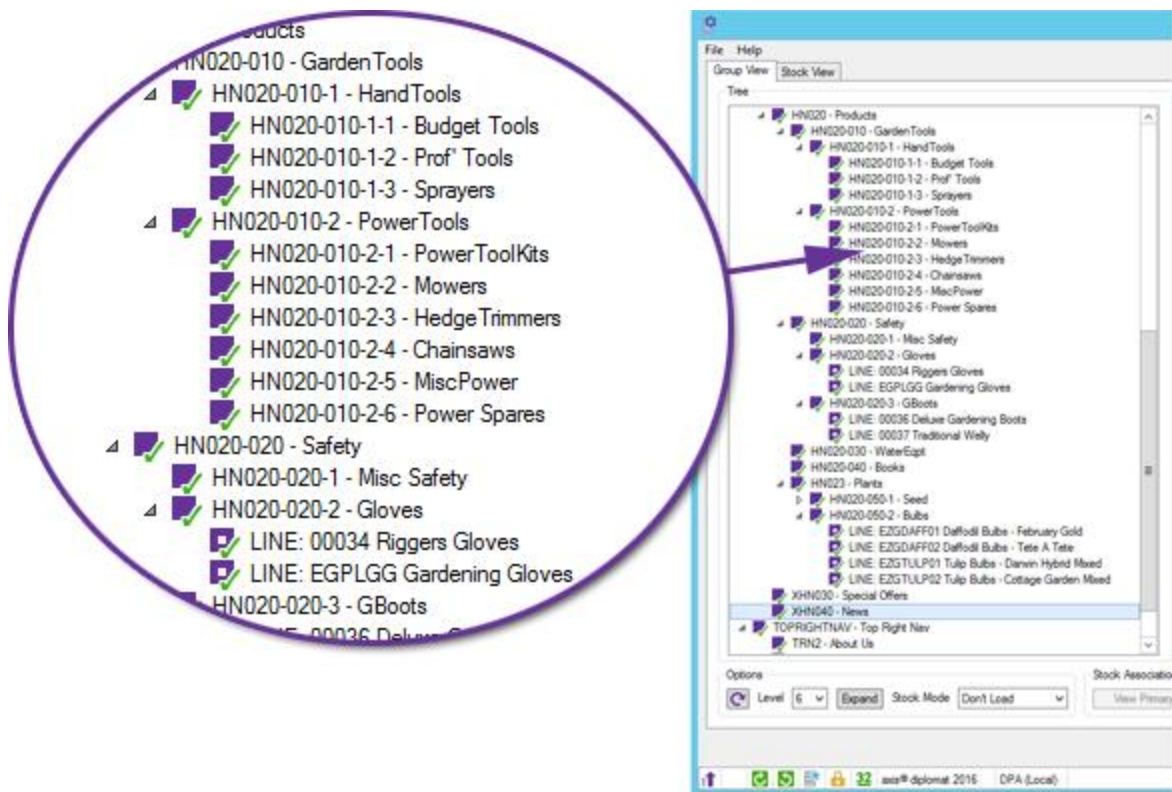 HN020-010 - GardenTools
HN020-010-1 - HandTools
HN020-010-1-1 - Budget Tools
HN020-010-1-2 - Prof' Tools
HN020-010-1-3 - Sprayers
HN020-010-2 - PowerTools
HN020-010-2-1 - PowerToolKits
HN020-010-2-2 - Mowers
HN020-010-2-3 - HedgeTrimmers
HN020-010-2-4 - Chainsaws
HN020-010-2-5 - MiscPower
HN020-010-2-6 - Power Spares
HN020-020 - Safety
HN020-020-1 - Misc Safety
HN020-020-2 - Gloves
LINE: 00034 Riggers Gloves
LINE: EGPLGG Gardening Gloves
HN020-020-3 - GBoots
LINE: 00036 Deluxe
File Help
Group View Stock View
Tree
HN020 - Products
HN020-010 - GardenTools
HN020-010-1 - HandTools
HN020-010-1-1 - Budget Tools
HN020-010-1-2 - Prof' Tools
HN020-010-1-3 - Sprayers
HN020-010-2 - PowerTools
HN020-010-2-1 - PowerToolKits
HN020-010-2-2 - Mowers
HN020-010-2-3 - HedgeTrimmers
HN020-010-2-4 - Chainsaws
HN020-010-2-5 - MiscPower
HN020-010-2-6 - Power Spares
HN020-020 - Safety
HN020-020-1 - Misc Safety
HN020-020-2 - Gloves
LINE: 00034 Riggers Gloves
LINE: EGPLGG Gardening Gloves
HN020-020-3 - GBoots
LINE: 00036 Deluxe Gardening Boots
LINE: 00037 Traditional Welly
HN020-030 - WaterEqpt
HN020-040 - Books
HN023 - Plants
HN020-050-1 - Seed
HN020-050-2 - Bulbs
LINE: EZGDAFF01 Daffodil Bulbs - February Gold
LINE: EZGDAFF02 Daffodil Bulbs - Tete A Tete
LINE: EZGTULP01 Tulip Bulbs - Darwin Hybrid Mixed
LINE: EZGTULP02 Tulip Bulbs - Cottage Garden Mixed
XHN030 - Special Offers
XHN040 - News
TOPRIGHTNAV - Top Right Nav
TRN2 - About Us
Options Stock Associatio
Level 6 Expand Stock Mode Don't Load View Primar
32 axis® diplomat 2016 DPA (Local)